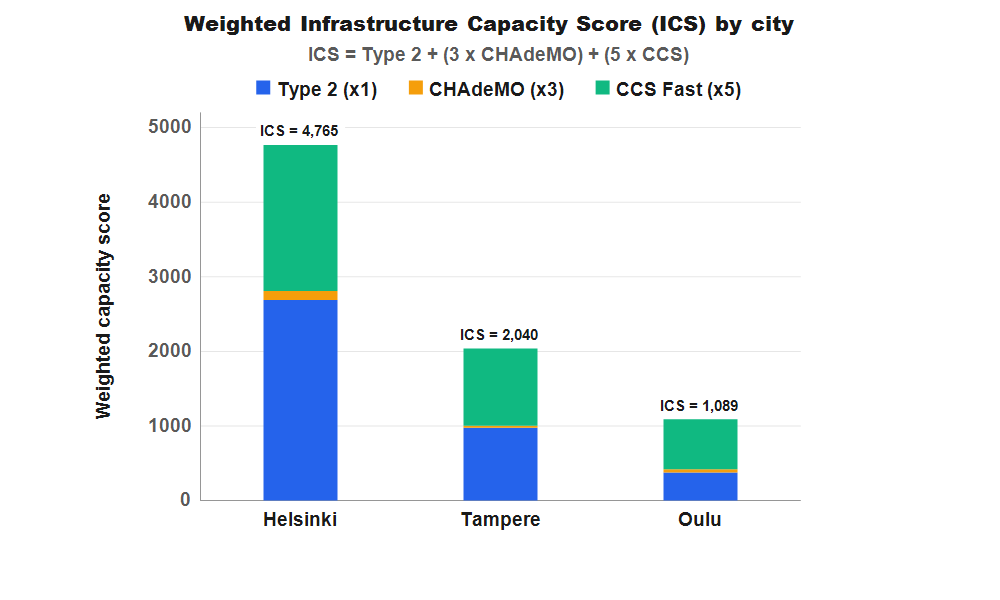 Weighted Infrastructure Capacity Score (ICS) by city
ICS = Type 2 + (3 x CHAdeMO) + (5 x CCS)
Type 2 (x1) CHAdeMO (x3) CCS Fast (x5)
Weighted capacity score
5000
4000
3000
2000
1000
0
ICS = 4,765
ICS = 2,040
ICS = 1,089
Helsinki Tampere Oulu